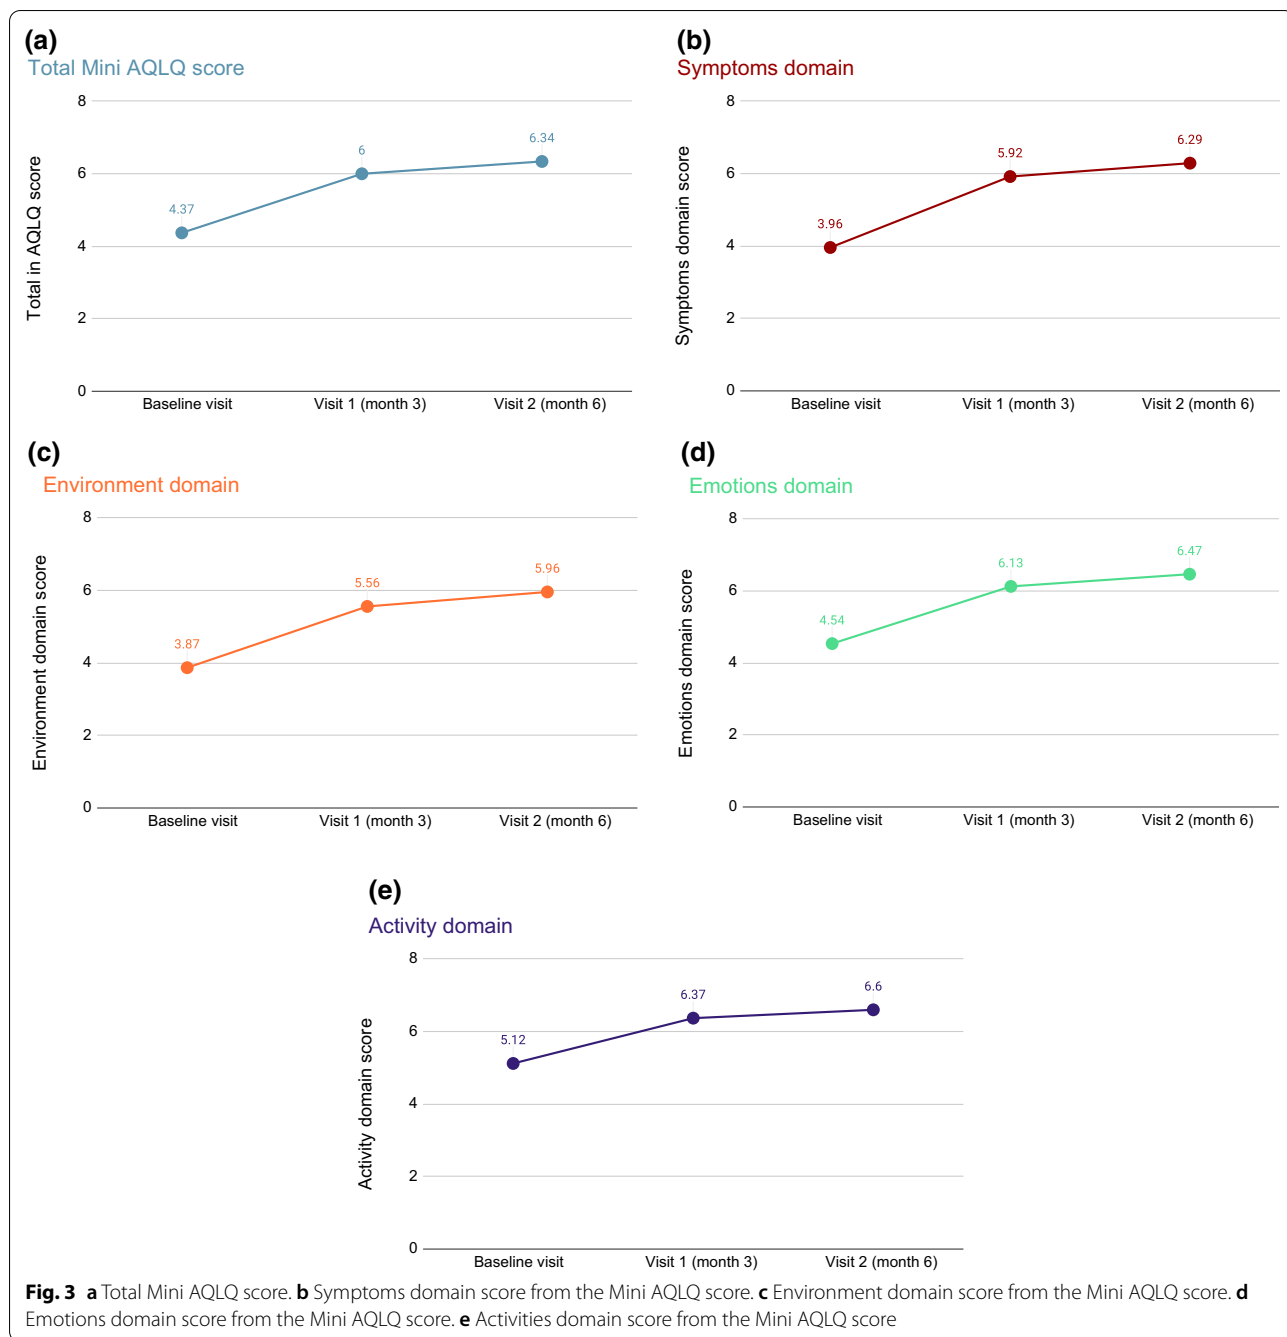 (a)
Total Mini AQLQ score
Total in AQLQ score
8
6
4
2
0
4.37
6
6.34
Baseline visit
Visit 1 (month 3)
Visit 2 (month 6)
(b)
Symptoms domain
Symptoms domain score
8
6
4
2
0
3.96
5.92
6.29
Baseline visit
Visit 1 (month 3)
Visit 2 (month 6)
(c)
Environment domain
Environment domain score
8
6
4
2
0
3.87
5.56
5.96
Baseline visit
Visit 1 (month 3)
Visit 2 (month 6)
(d)
Emotions domain
Emotions domain score
8
6
4
2
0
4.54
6.13
6.47
Baseline visit
Visit 1 (month 3)
Visit 2 (month 6)
(e)
Activity domain
Activity domain score
8
6
4
2
0
5.12
6.37
6.6
Baseline visit
Visit 1 (month 3)
Visit 2 (month 6)
Fig. 3 a Total Mini AQLQ score. b Symptoms domain score from the Mini AQLQ score. c Environment domain score from the Mini AQLQ score. d
Emotions domain score from the Mini AQLQ score. e Activities domain score from the Mini AQLQ score